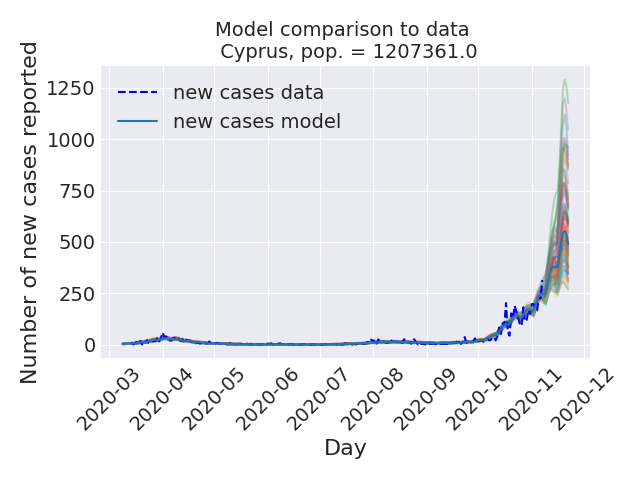 Model comparison to data
Cyprus, pop. = 1207361.0
Number of new cases reported
1250
1000
750
500
250
0
new cases data
new cases model
2020-03
2020-04
2020-05
2020-06
2020-07
2020-08
2020-09
2020-10
2020-11
2020-12
Day